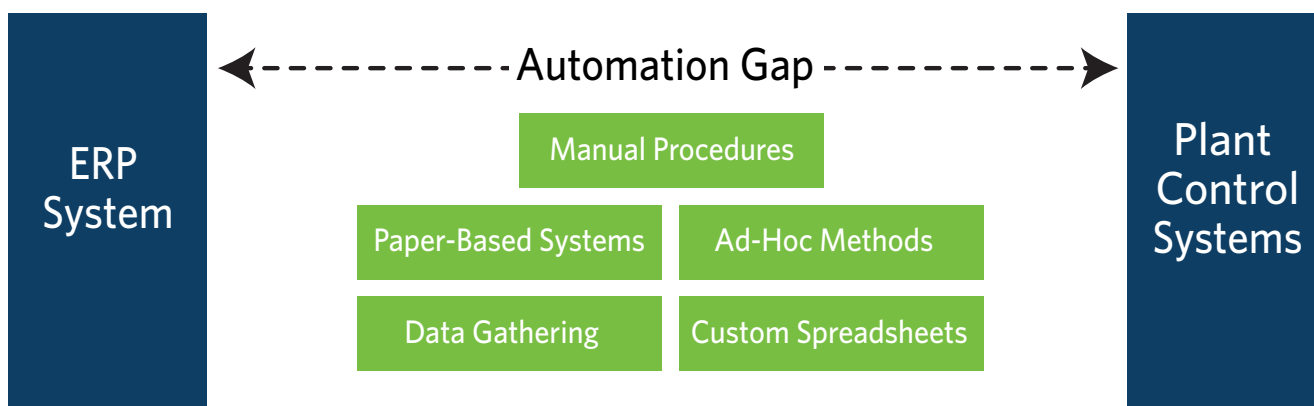 Automation Gap
ERP
System
Manual Procedures
Paper-Based Systems
Ad-Hoc Methods
Data Gathering
Custom Spreadsheets
Plant
Control
Systems